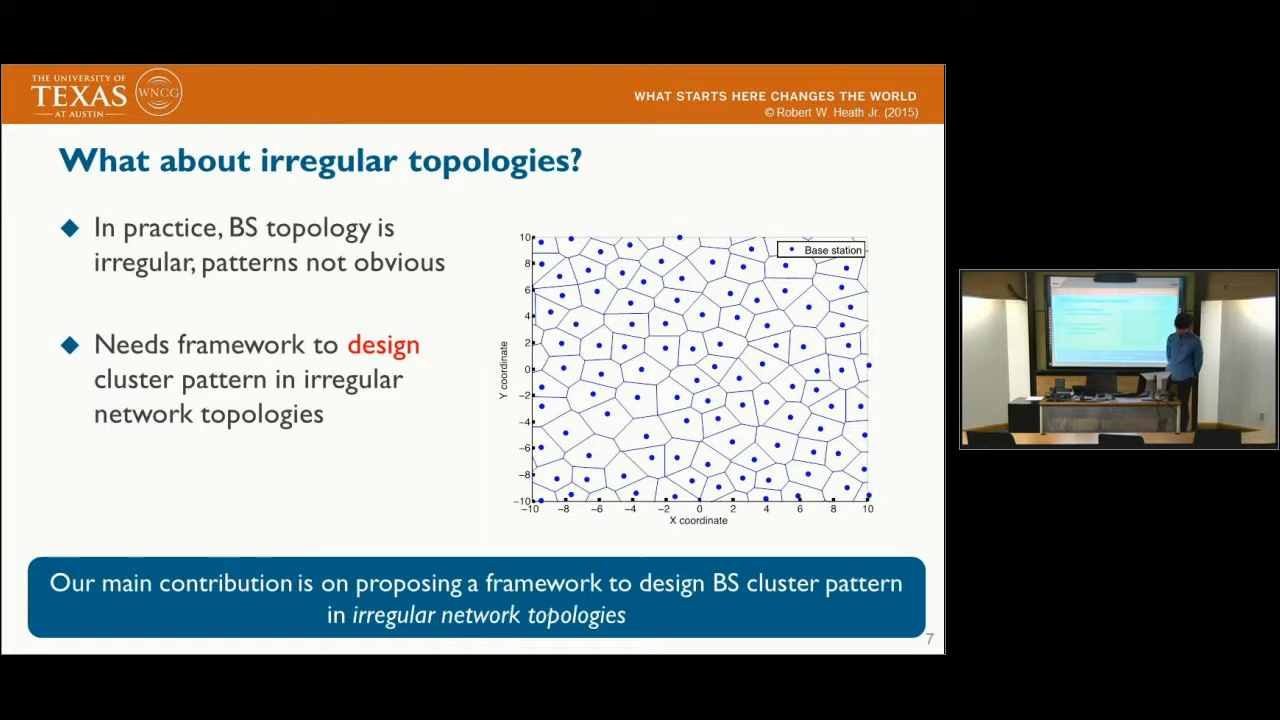 THE UNIVERSITY OF
TEXAS
AT AUSTIN
WNCG
WHAT STARTS HERE CHANGES THE WORLD
© Robert W. Heath Jr. (2015)
What about irregular topologies?
In practice, BS topology is
irregular, patterns not obvious
Needs framework to design
cluster pattern in irregular
network topologies
Base station
Y coordinate
10
8
6
4
2
0
−2
−4
−6
−8
−10
−10 −8 −6 −4 −2 0 2 4 6 8 10
X coordinate
Our main contribution is on proposing a framework to design BS cluster pattern
in irregular network topologies
7